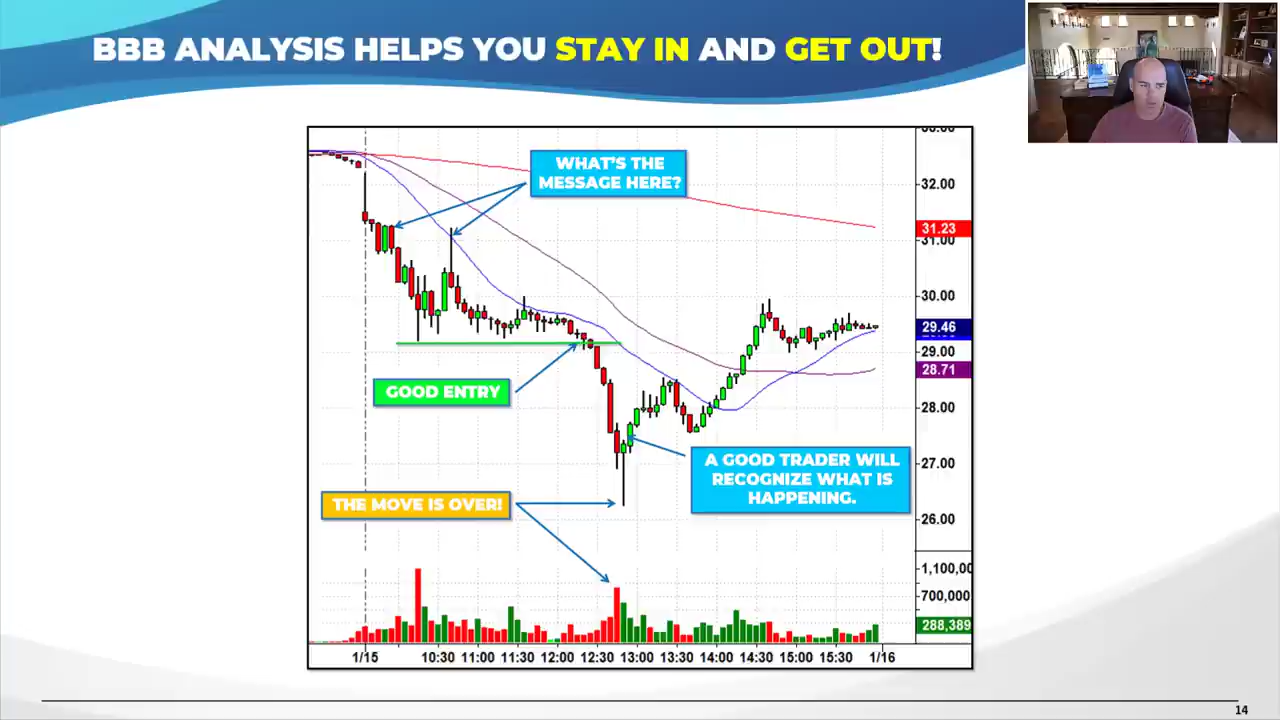 BBB ANALYSIS HELPS YOU STAY IN AND GET OUT!
WHAT'S THE
MESSAGE HERE?
32.00
31.23
31.00
30.00
29.46
29.00
28.71
28.00
27.00
26.00
GOOD ENTRY
A GOOD TRADER WILL
RECOGNIZE WHAT IS
HAPPENING.
THE MOVE IS OVER!
1,100,00
700,000
288,389
1/15 10:30 11:00 11:30 12:00 12:30 13:00 13:30 14:00 14:30 15:00 15:30 1/16
14